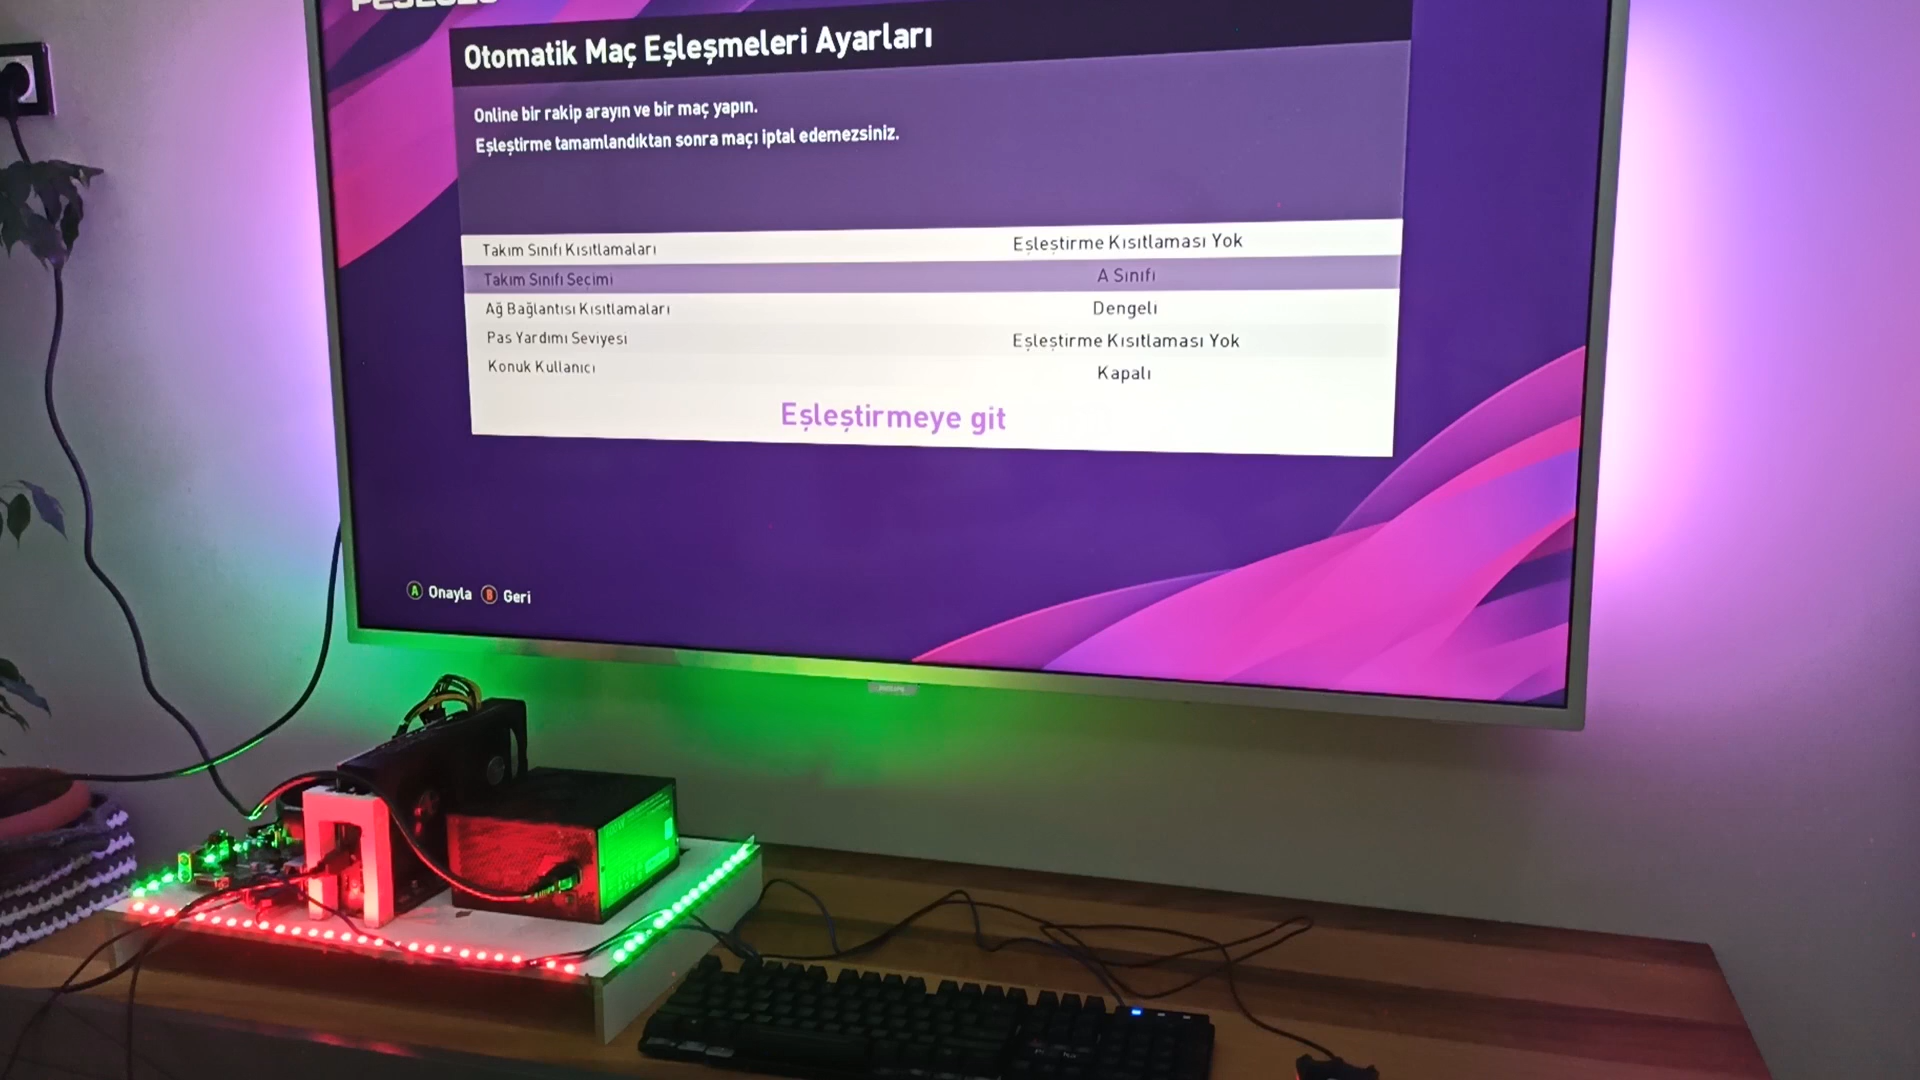 Otomatik Maç Eşleşmeleri Ayarları
Online bir rakip arayın ve bir maç yapın.
Eşleştirme tamamlandıktan sonra maçı iptal edemezsiniz.
Takım Sınıfı Kısıtlamaları Eşleştirme Kısıtlaması Yok
Takım Sınıfı Seçimi A Sınıfı
Ağ Bağlantısı Kısıtlamaları Dengeli
Pas Yardımı Seviyesi Eşleştirme Kısıtlaması Yok
Konuk Kullanıcı Kapalı
Eşleştirmeye git
A Onayla B Geri